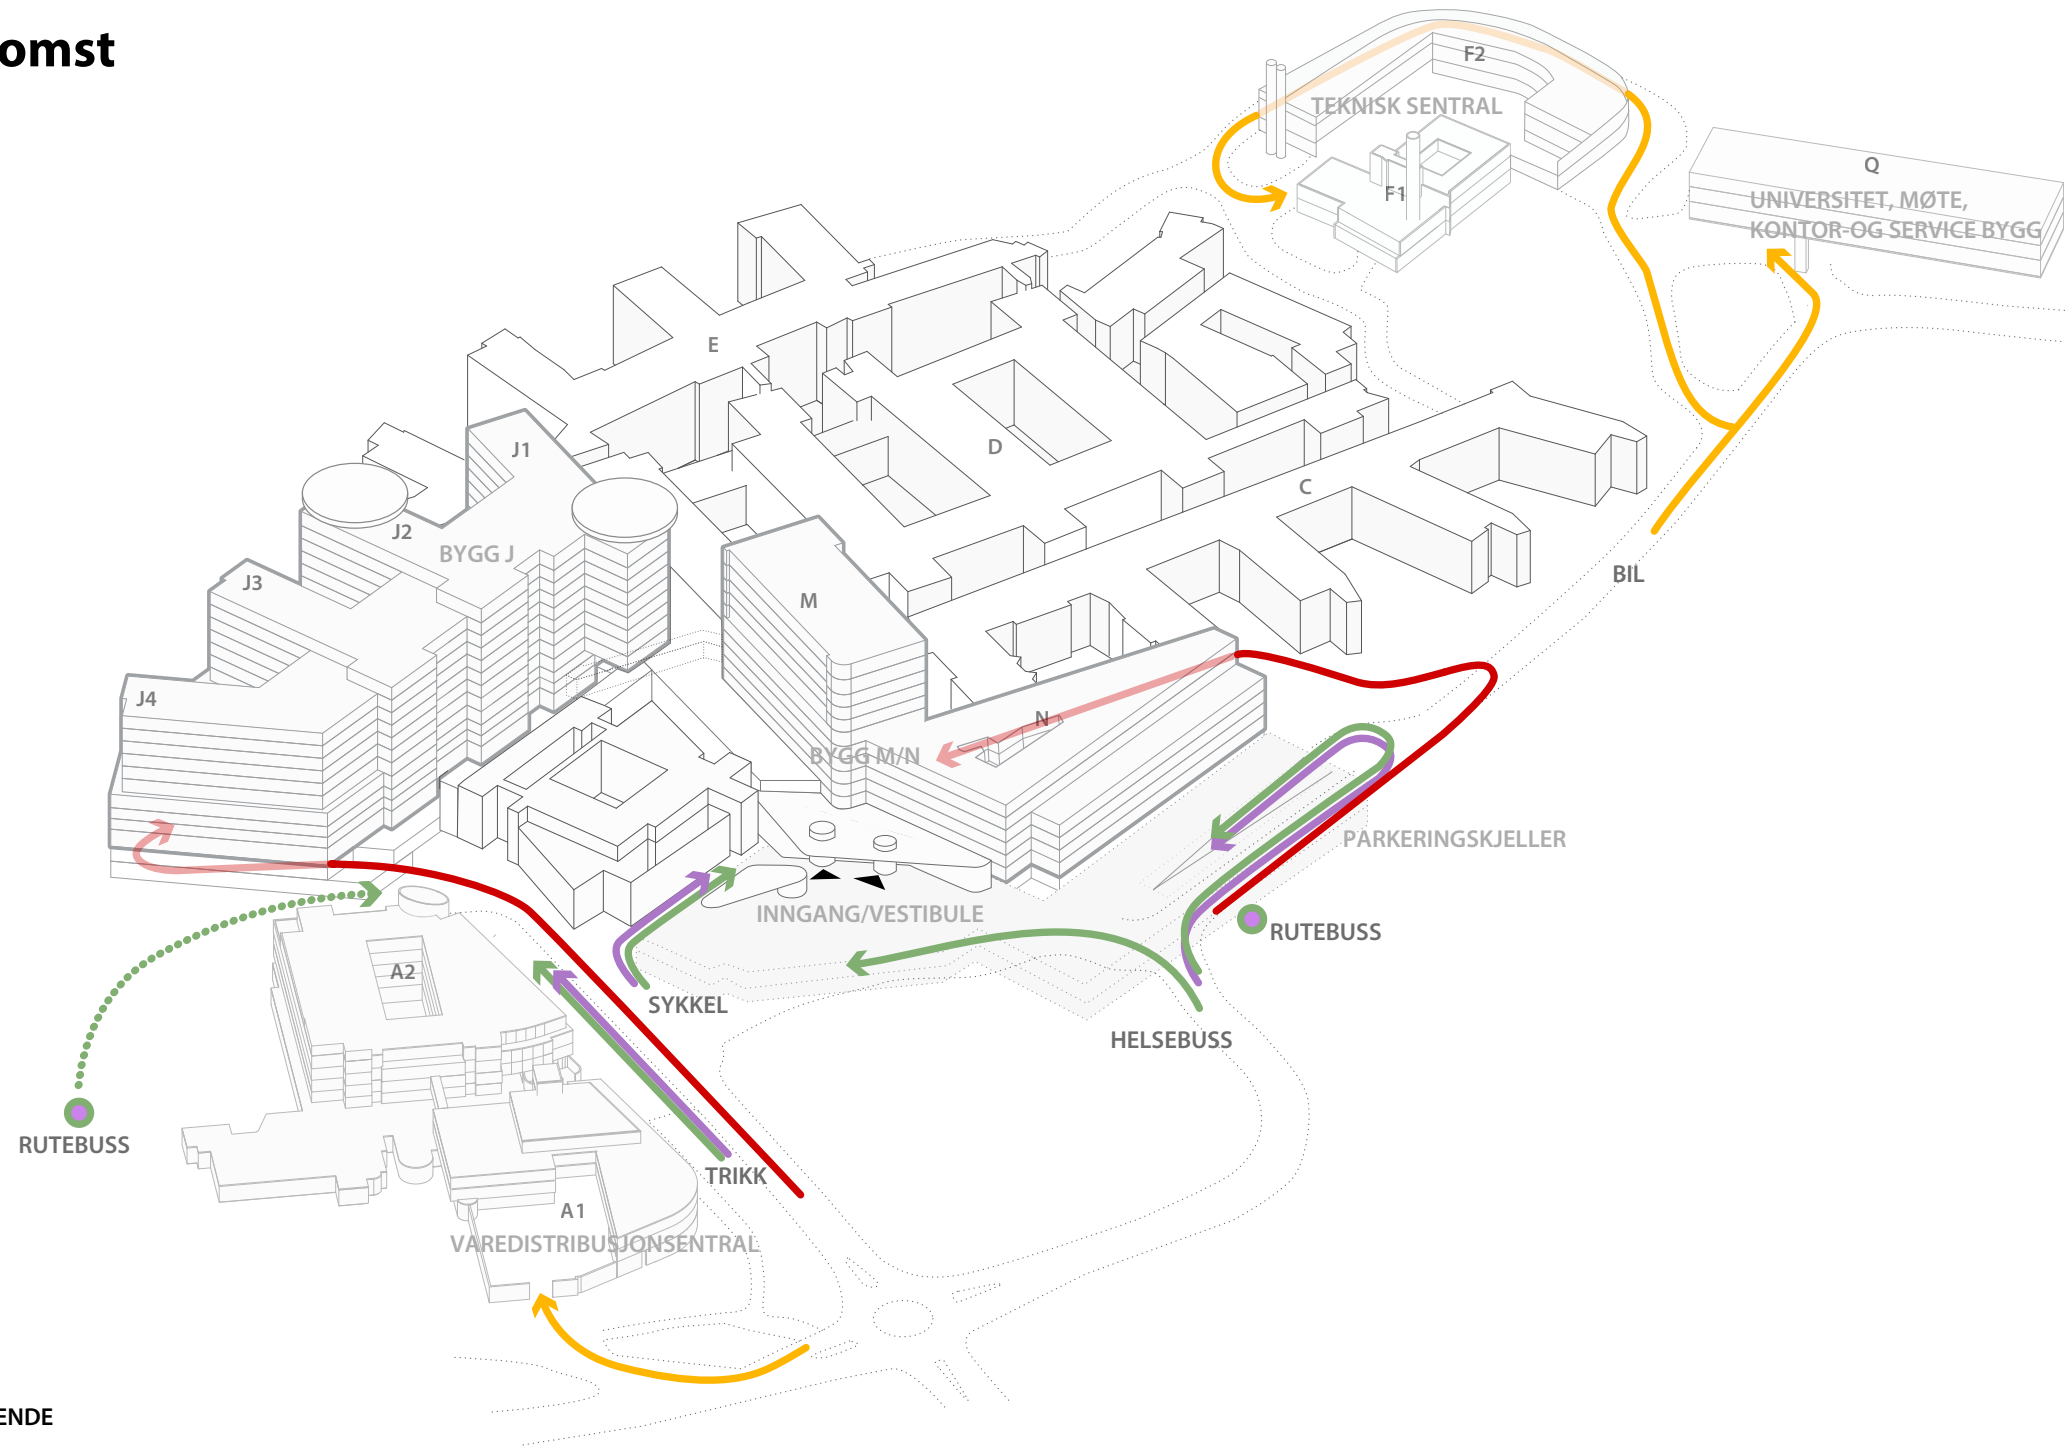 omst
F2
TEKNISK SENTRAL
F1
Q
UNIVERSITET, MØTE,
KONTOR-OG SERVICE BYGG
E
J1
D
C
J2
BYGG J
J3
M
BIL
J4
N
BYGG M/N
PARKERINGSKJELLER
INNGANG/VESTIBULE
RUTEBUSS
A2
SYKKEL
HELSEBUSS
RUTEBUSS
TRIKK
A1
VAREDISTRIBUSJONSENTRAL
ENDE